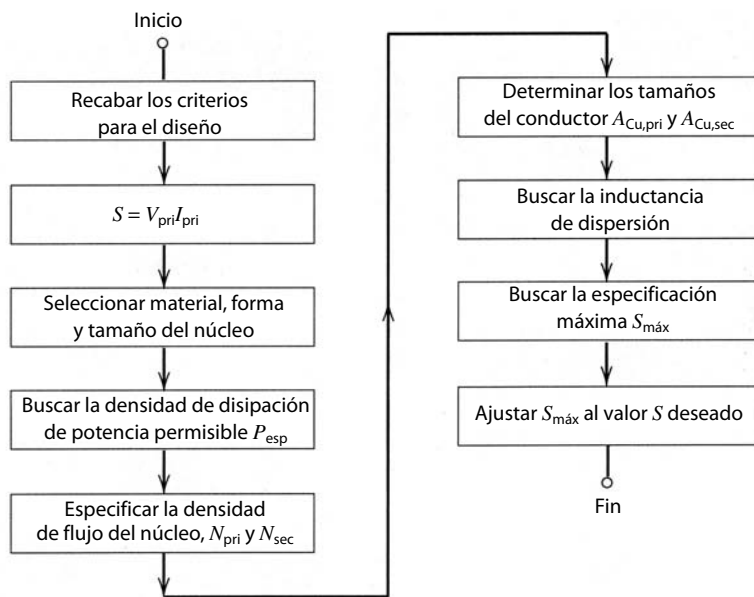 Inicio
Recabar los criterios
para el diseño
S = V_pri I_pri
Seleccionar material, forma
y tamaño del núcleo
Buscar la densidad de disipación
de potencia permisible P_esp
Especificar la densidad
de flujo del núcleo, N_pri y N_sec
Determinar los tamaños
del conductor A_Cu,pri y A_Cu,sec
Buscar la inductancia
de dispersión
Buscar la especificación
máxima S_máx
Ajustar S_máx al valor S deseado
Fin